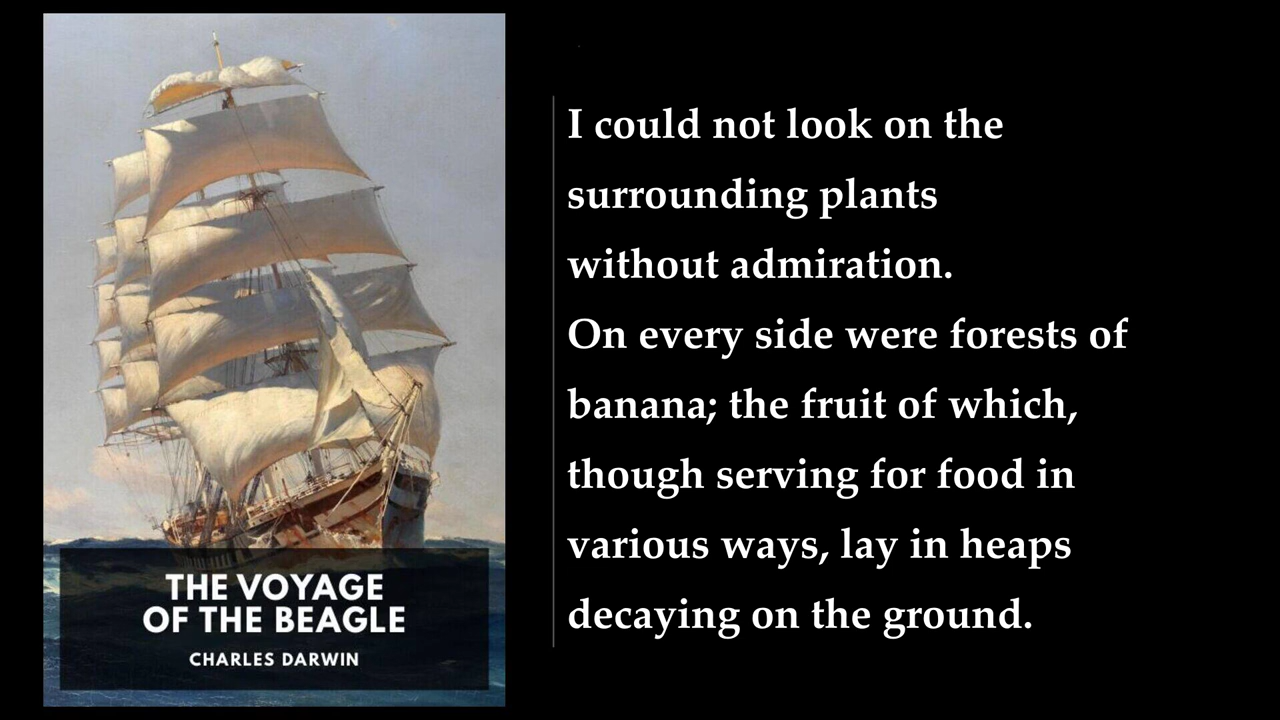 THE VOYAGE
OF THE BEAGLE
CHARLES DARWIN
I could not look on the
surrounding plants
without admiration.
On every side were forests of
banana; the fruit of which,
though serving for food in
various ways, lay in heaps
decaying on the ground.